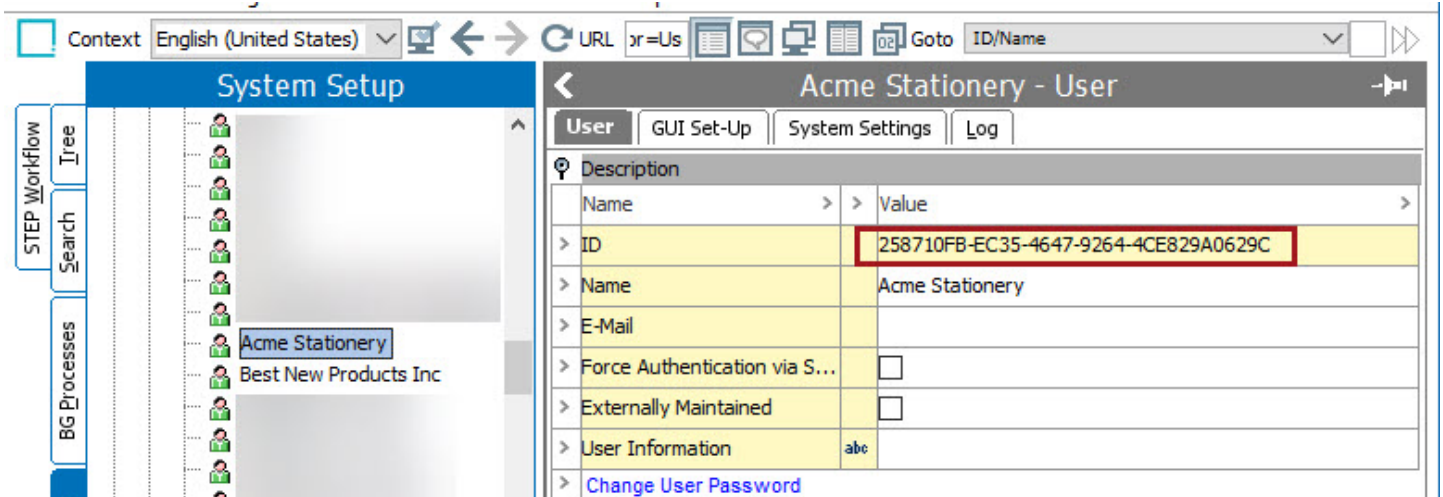 Context English (United States) URL or=Us Goto ID/Name
System Setup
Acme Stationery - User
STEP Workflow
Tree
Search
BG Processes
User GUI Set-Up System Settings Log
Description
Name > > Value >
> ID 258710FB-EC35-4647-9264-4CE829A0629C
> Name Acme Stationery
> E-Mail
> Force Authentication via S...
> Externally Maintained
> User Information abc
> Change User Password
Acme Stationery
Best New Products Inc